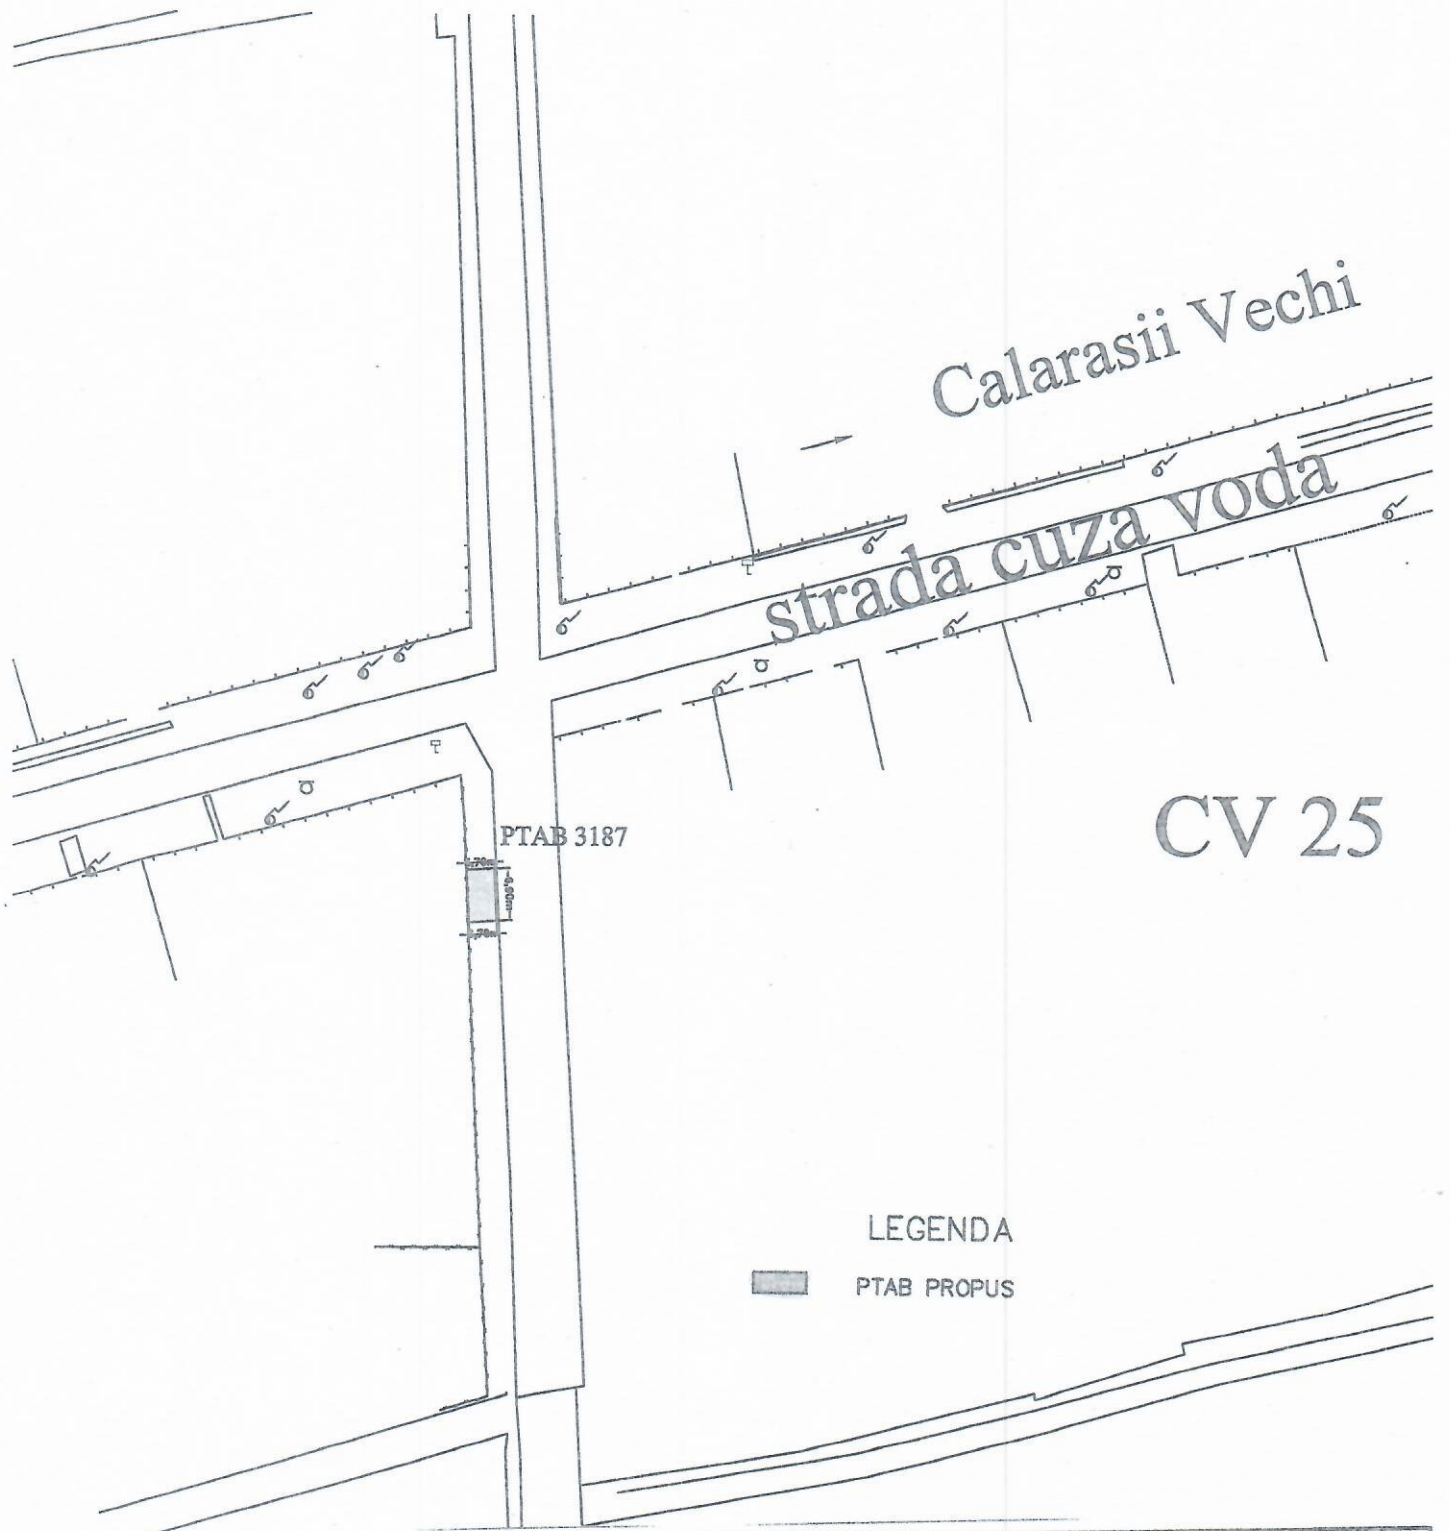 Calarasii Vechi
strada cuza voda
CV 25
PTAB 3187
LEGENDA
PTAB PROPUS